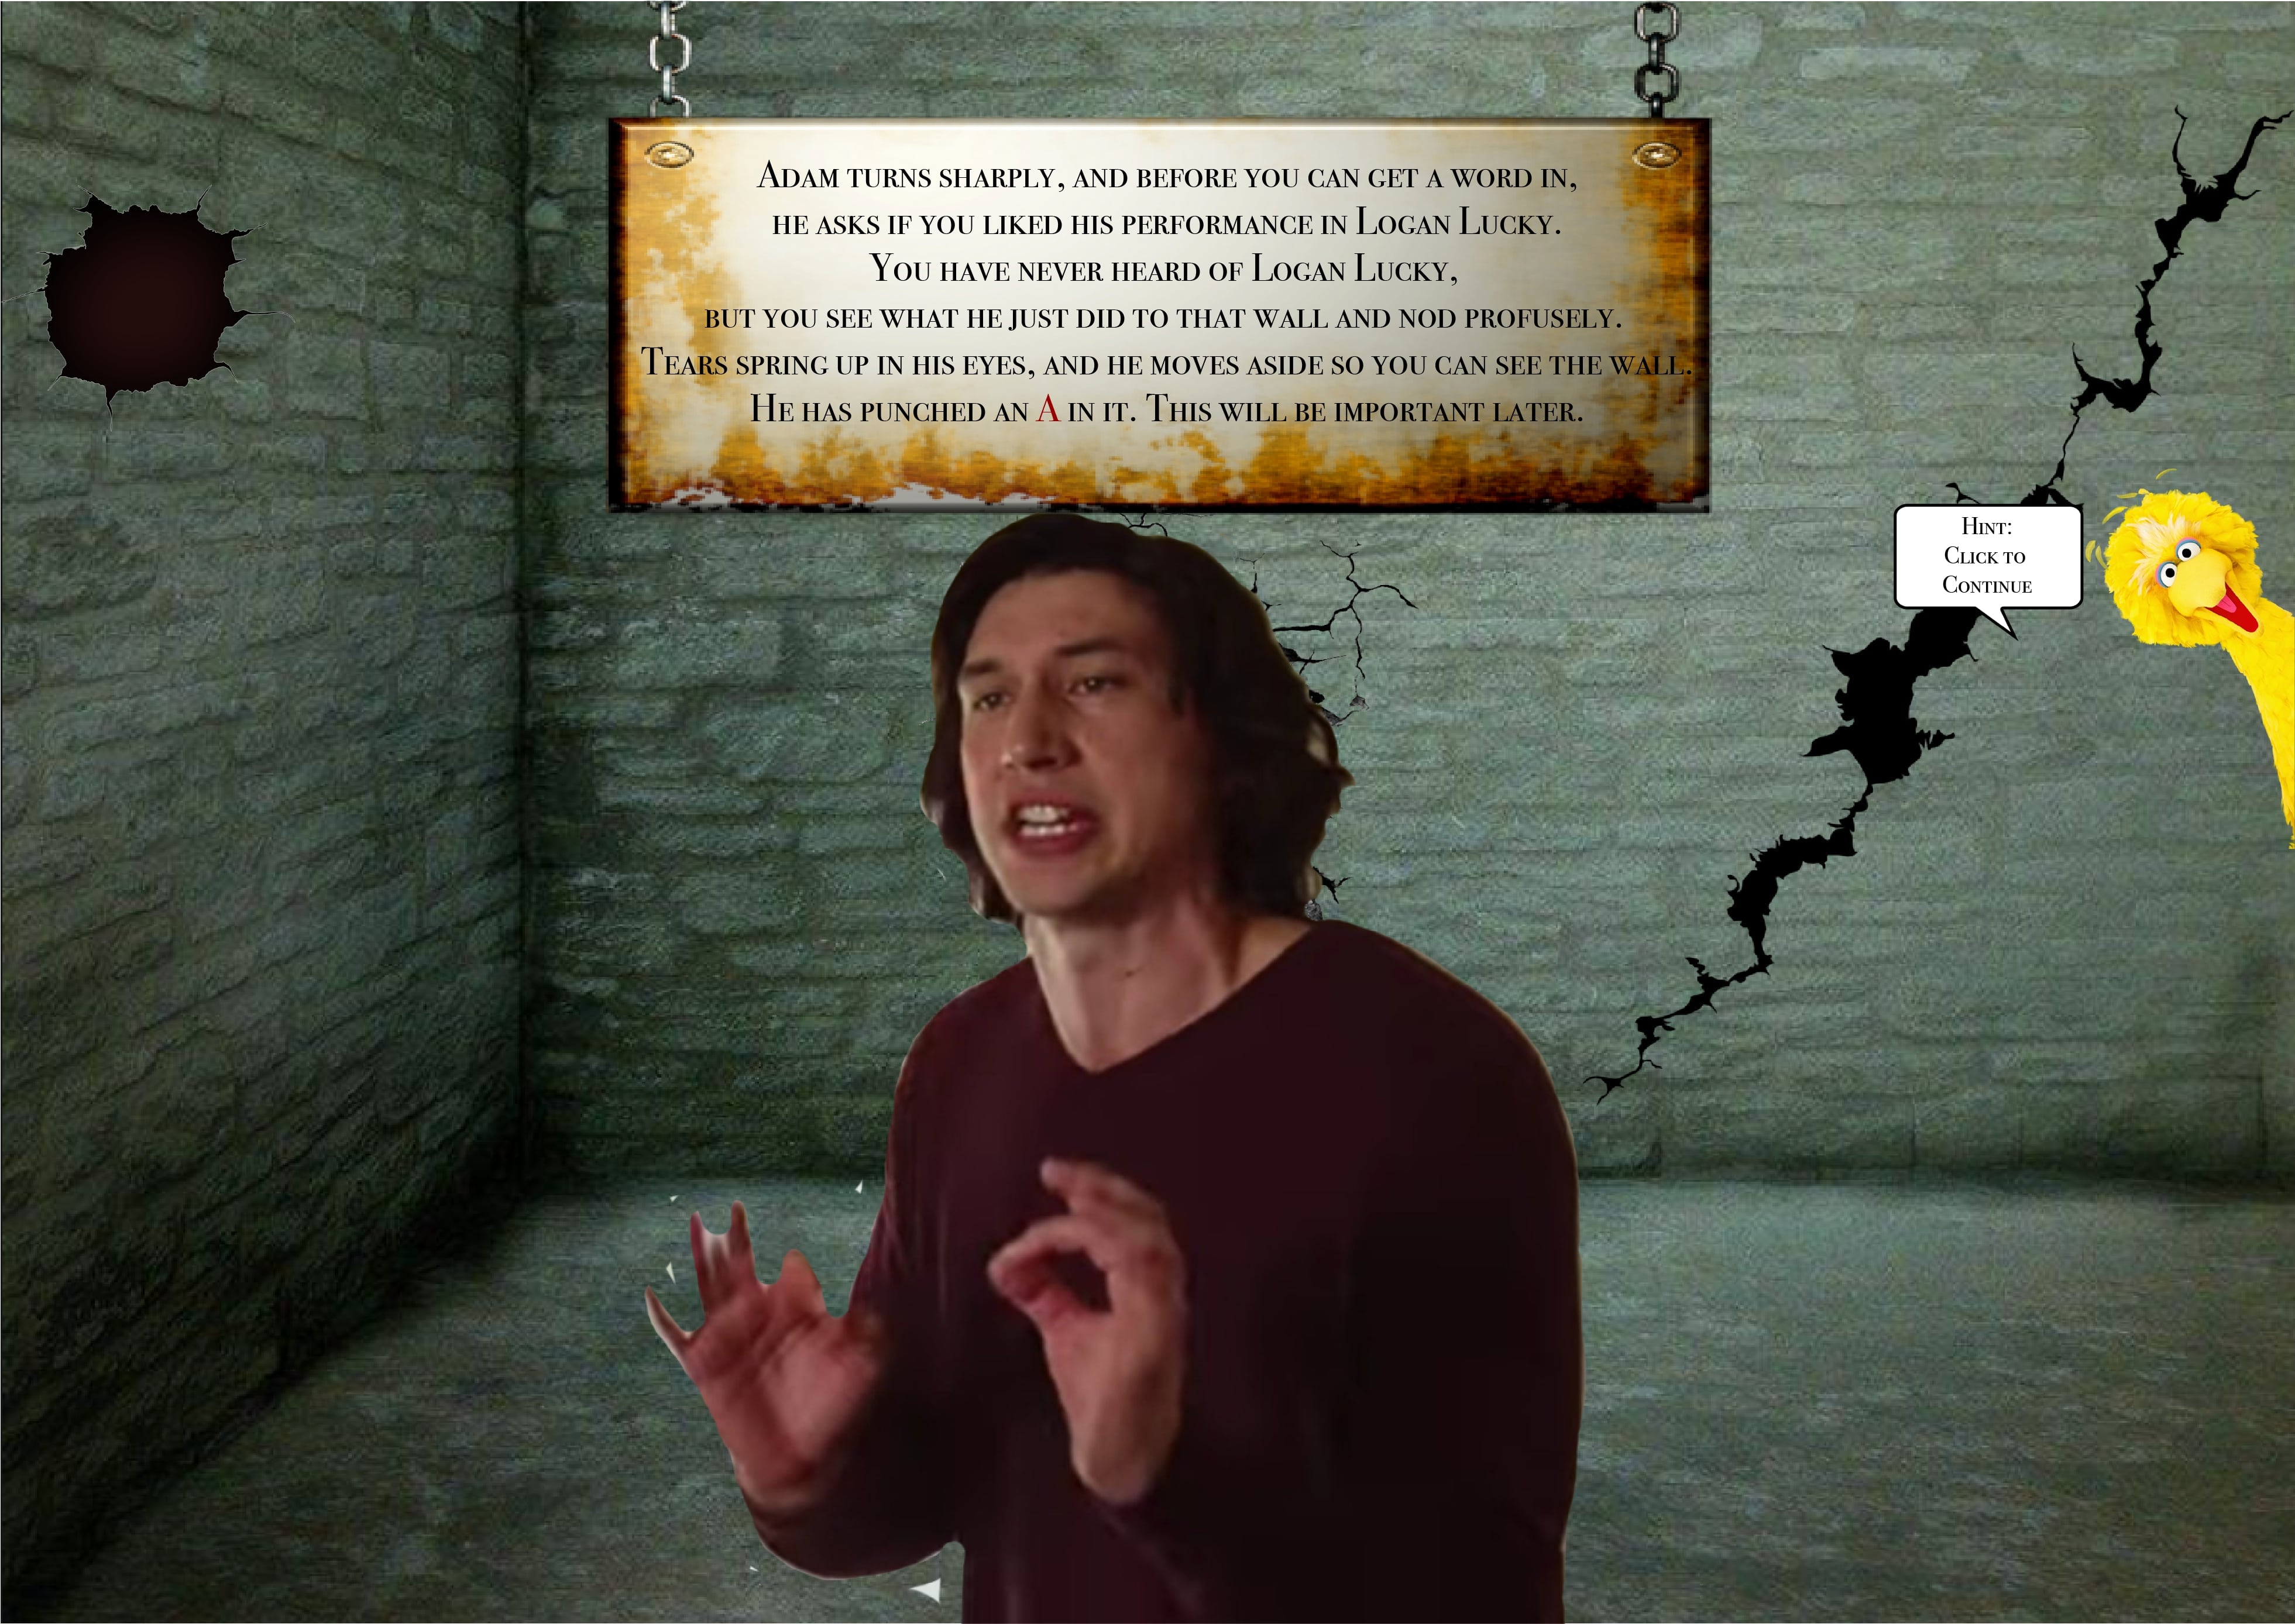 Adam turns sharply, and before you can get a word in,
he asks if you liked his performance in Logan Lucky.
You have never heard of Logan Lucky,
but you see what he just did to that wall and nod profusely.
Tears spring up in his eyes, and he moves aside so you can see the wall.
He has punched an A in it. This will be important later.
Hint:
Click to
Continue